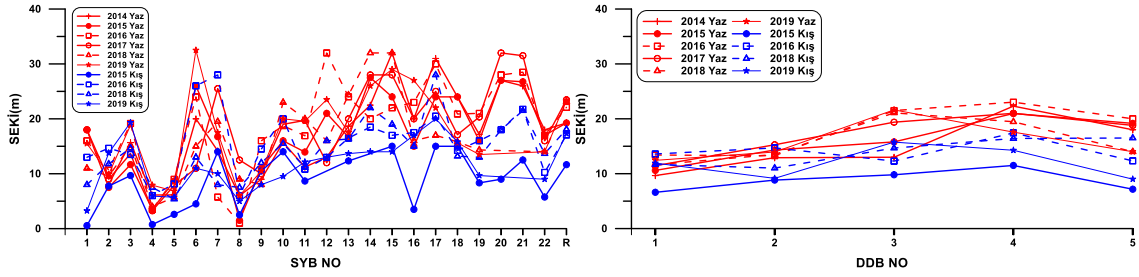 40
30
20
10
0
SEKİ(m)
2014 Yaz
2015 Yaz
2016 Yaz
2017 Yaz
2018 Yaz
2019 Yaz
2015 Kış
2016 Kış
2018 Kış
2019 Kış
1 2 3 4 5 6 7 8 9 10 11 12 13 14 15 16 17 18 19 20 21 22 R
SYB NO
40
30
20
10
0
SEKİ(m)
2014 Yaz 2019 Yaz
2015 Yaz 2015 Kış
2016 Yaz 2016 Kış
2017 Yaz 2018 Kış
2018 Yaz 2019 Kış
1 2 3 4 5
DDB NO